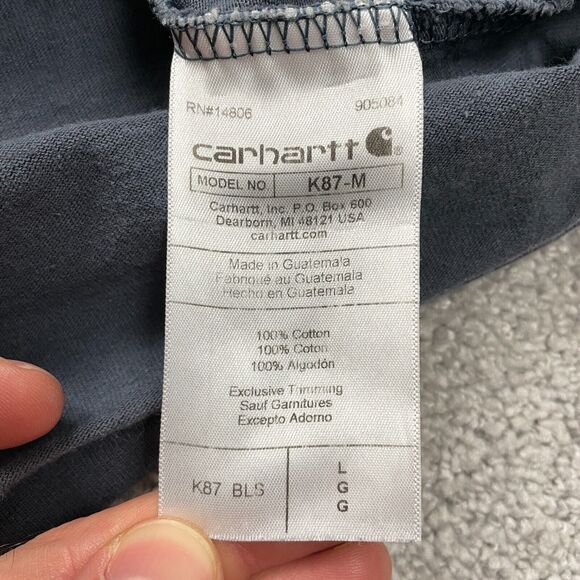 RN#14806 905084
carhartt
MODEL NO K87-M
Carhartt, Inc. P.O. Box 600
Dearborn, MI 48121 USA
carhartt.com
Made in Guatemala
Fabriqué au Guatemala
Hecho en Guatemala
100% Cotton
100% Coton
100% Algodón
Exclusive Trimming
Sauf Garnitures
Excepto Adorno
K87 BLS
L
G
G